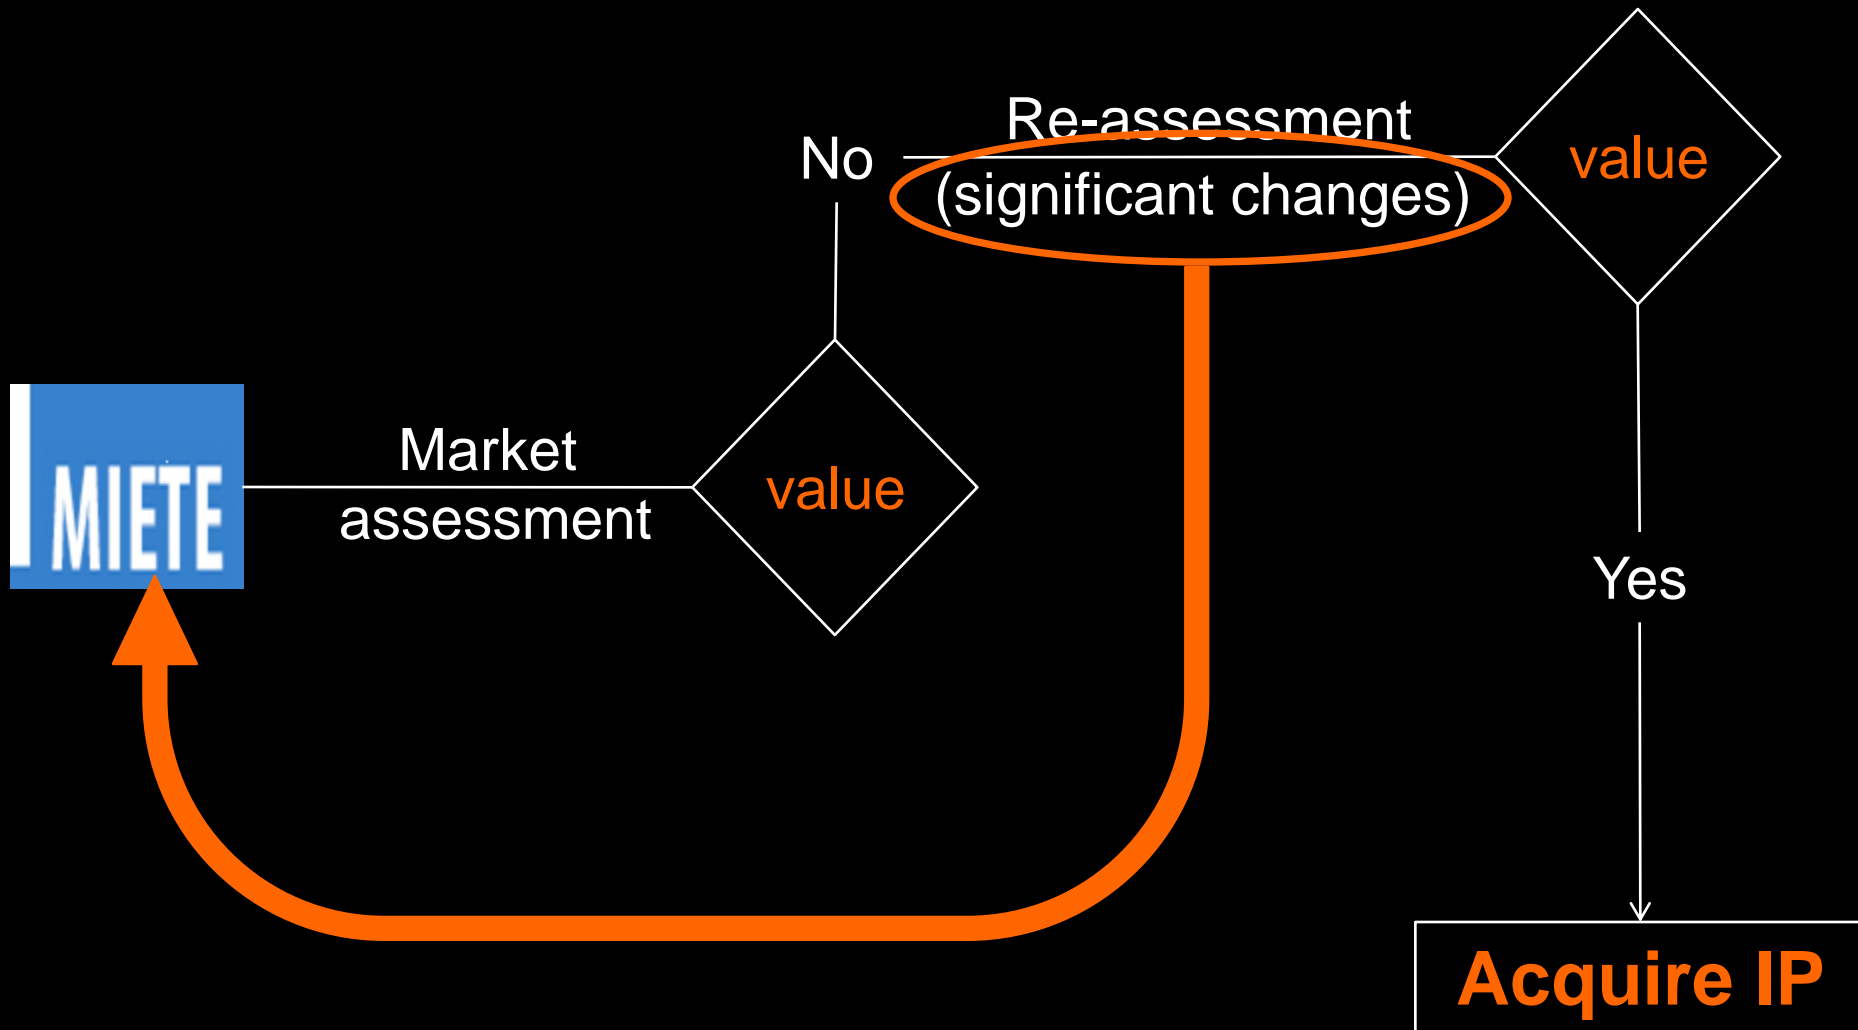 Re-assessment
No
value
(significant changes)
Market
MIETE
value
assessment
Yes
Acquire IP